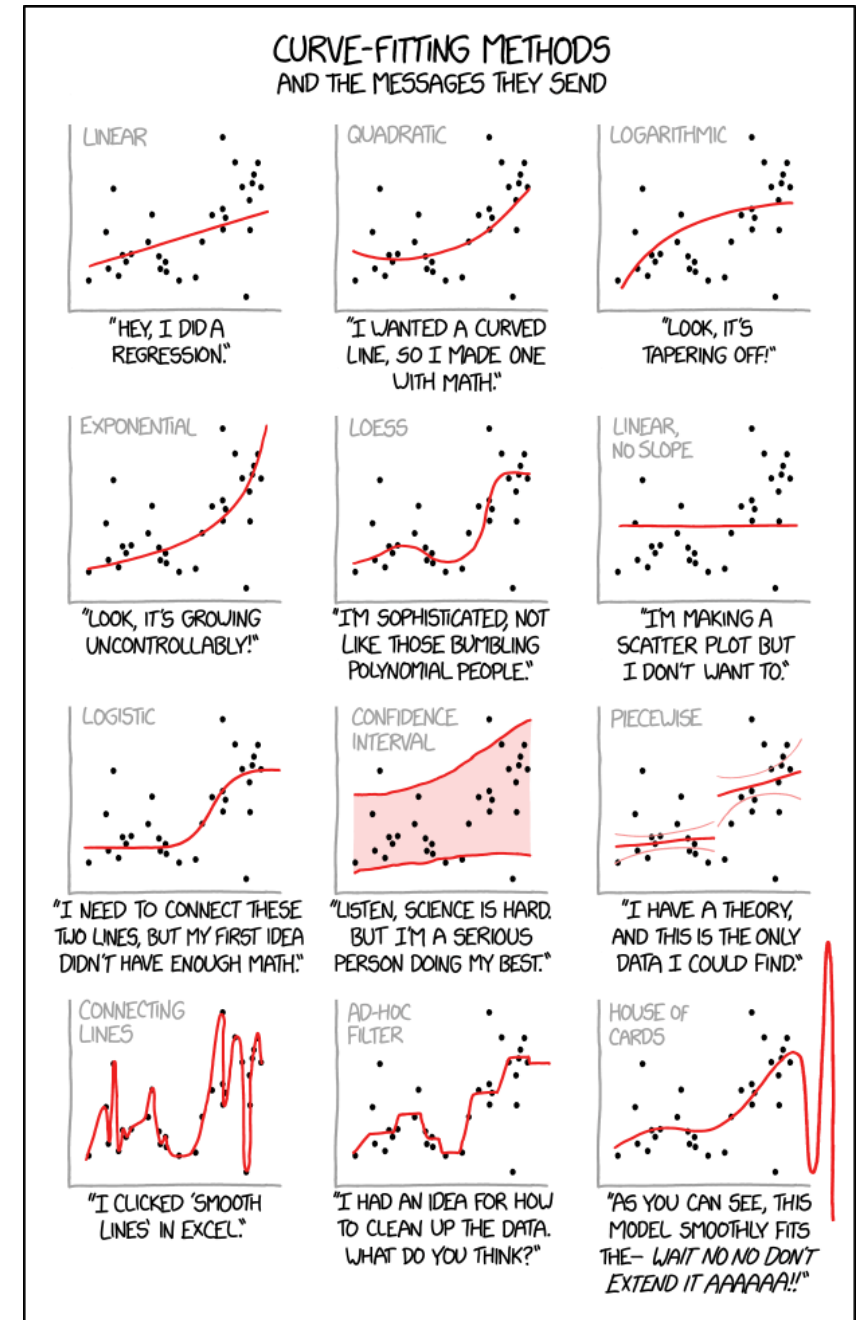 CURVE-FITTING METHODS
AND THE MESSAGES THEY SEND
LINEAR
"HEY, I DID A
REGRESSION."
QUADRATIC
"I WANTED A CURVED
LINE, SO I MADE ONE
WITH MATH."
LOGARITHMIC
"LOOK, IT'S
TAPERING OFF!"
EXPONENTIAL
"LOOK, IT'S GROWING
UNCONTROLLABLY!"
LOESS
"I'M SOPHISTICATED, NOT
LIKE THOSE BUMBLING
POLYNOMIAL PEOPLE."
LINEAR,
NO SLOPE
"I'M MAKING A
SCATTER PLOT BUT
I DON'T WANT TO."
LOGISTIC
"I NEED TO CONNECT THESE
TWO LINES, BUT MY FIRST IDEA
DIDN'T HAVE ENOUGH MATH."
CONFIDENCE
INTERVAL
"LISTEN, SCIENCE IS HARD.
BUT I'M A SERIOUS
PERSON DOING MY BEST."
PIECEWISE
"I HAVE A THEORY,
AND THIS IS THE ONLY
DATA I COULD FIND."
CONNECTING
LINES
"I CLICKED 'SMOOTH
LINES' IN EXCEL."
AD-HOC
FILTER
"I HAD AN IDEA FOR HOW
TO CLEAN UP THE DATA.
WHAT DO YOU THINK?"
HOUSE OF
CARDS
"AS YOU CAN SEE, THIS
MODEL SMOOTHLY FITS
THE— WAIT NO NO DON'T
EXTEND IT AAAAAA!!"